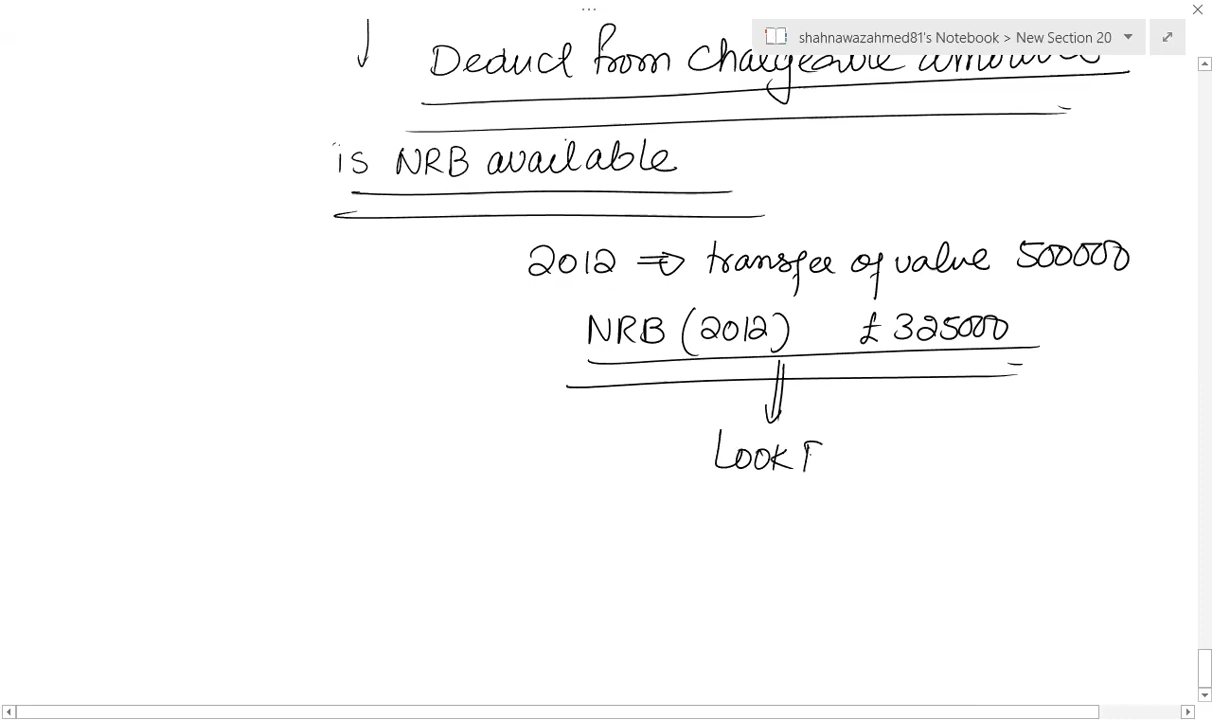 shahnawazahmed81's Notebook > New Section 20
Deduct from Chargeable amount
is NRB available
2012 ⇒ transfer of value 500000
NRB (2012) £ 325000
Look